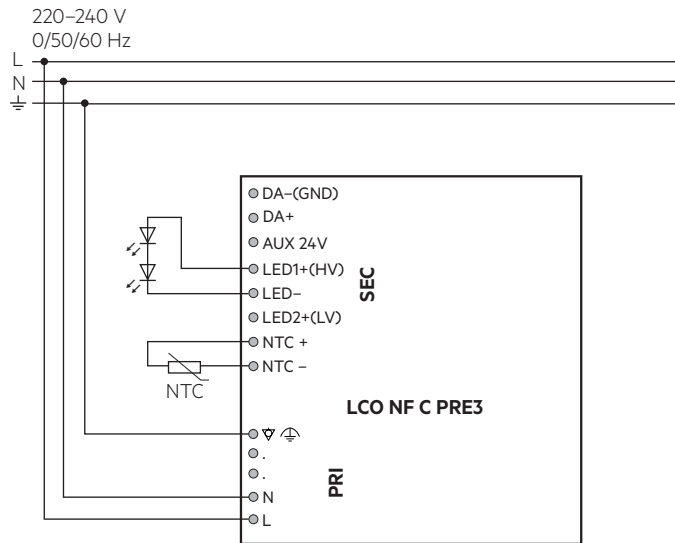 220–240 V
0/50/60 Hz
L
N
DA–(GND)
DA+
AUX 24V
LED1+(HV)
LED–
LED2+(LV)
NTC +
NTC –
SEC
NTC
LCO NF C PRE3
.
.
N
L
PRI